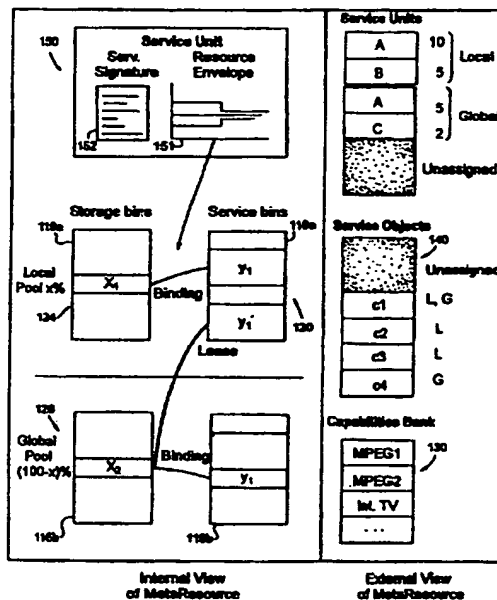 150
Service Unit
Serv. Signature
Resource Envelope
152
151
Storage bins
Service bins
118a
Local Pool x%
X₁
Binding
y₁
y₁'
124
120
Lease
128
Global Pool (100-x)%
X₂
Binding
y₁
116b
118b
Internal View of MetaResource
Service Units
A 10
B 5
Local
A 5
C 2
Global
Unassigned
Service Objects
140
Unassigned
c1 L, G
c2 L
c3 L
c4 G
Capabilities Bank
MPEG1
130
MPEG2
Int. TV
. . .
External View of MetaResource